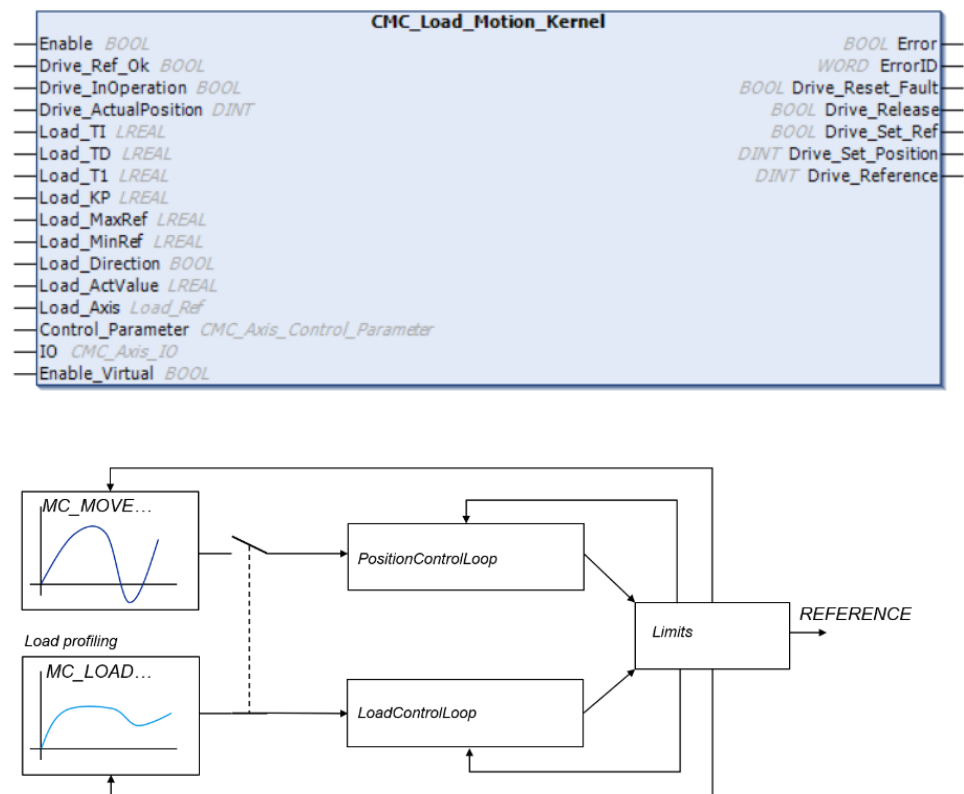 CMC_Load_Motion_Kernel
Enable BOOL
Drive_Ref_Ok BOOL
Drive_InOperation BOOL
Drive_ActualPosition DINT
Load_TI LREAL
Load_TD LREAL
Load_T1 LREAL
Load_KP LREAL
Load_MaxRef LREAL
Load_MinRef LREAL
Load_Direction BOOL
Load_ActValue LREAL
Load_Axis Load_Ref
Control_Parameter CMC_Axis_Control_Parameter
IO CMC_Axis_IO
Enable_Virtual BOOL
BOOL Error
WORD ErrorID
BOOL Drive_Reset_Fault
BOOL Drive_Release
BOOL Drive_Set_Ref
DINT Drive_Set_Position
DINT Drive_Reference
MC_MOVE...
PositionControlLoop
Limits
REFERENCE
Load profiling
MC_LOAD...
LoadControlLoop